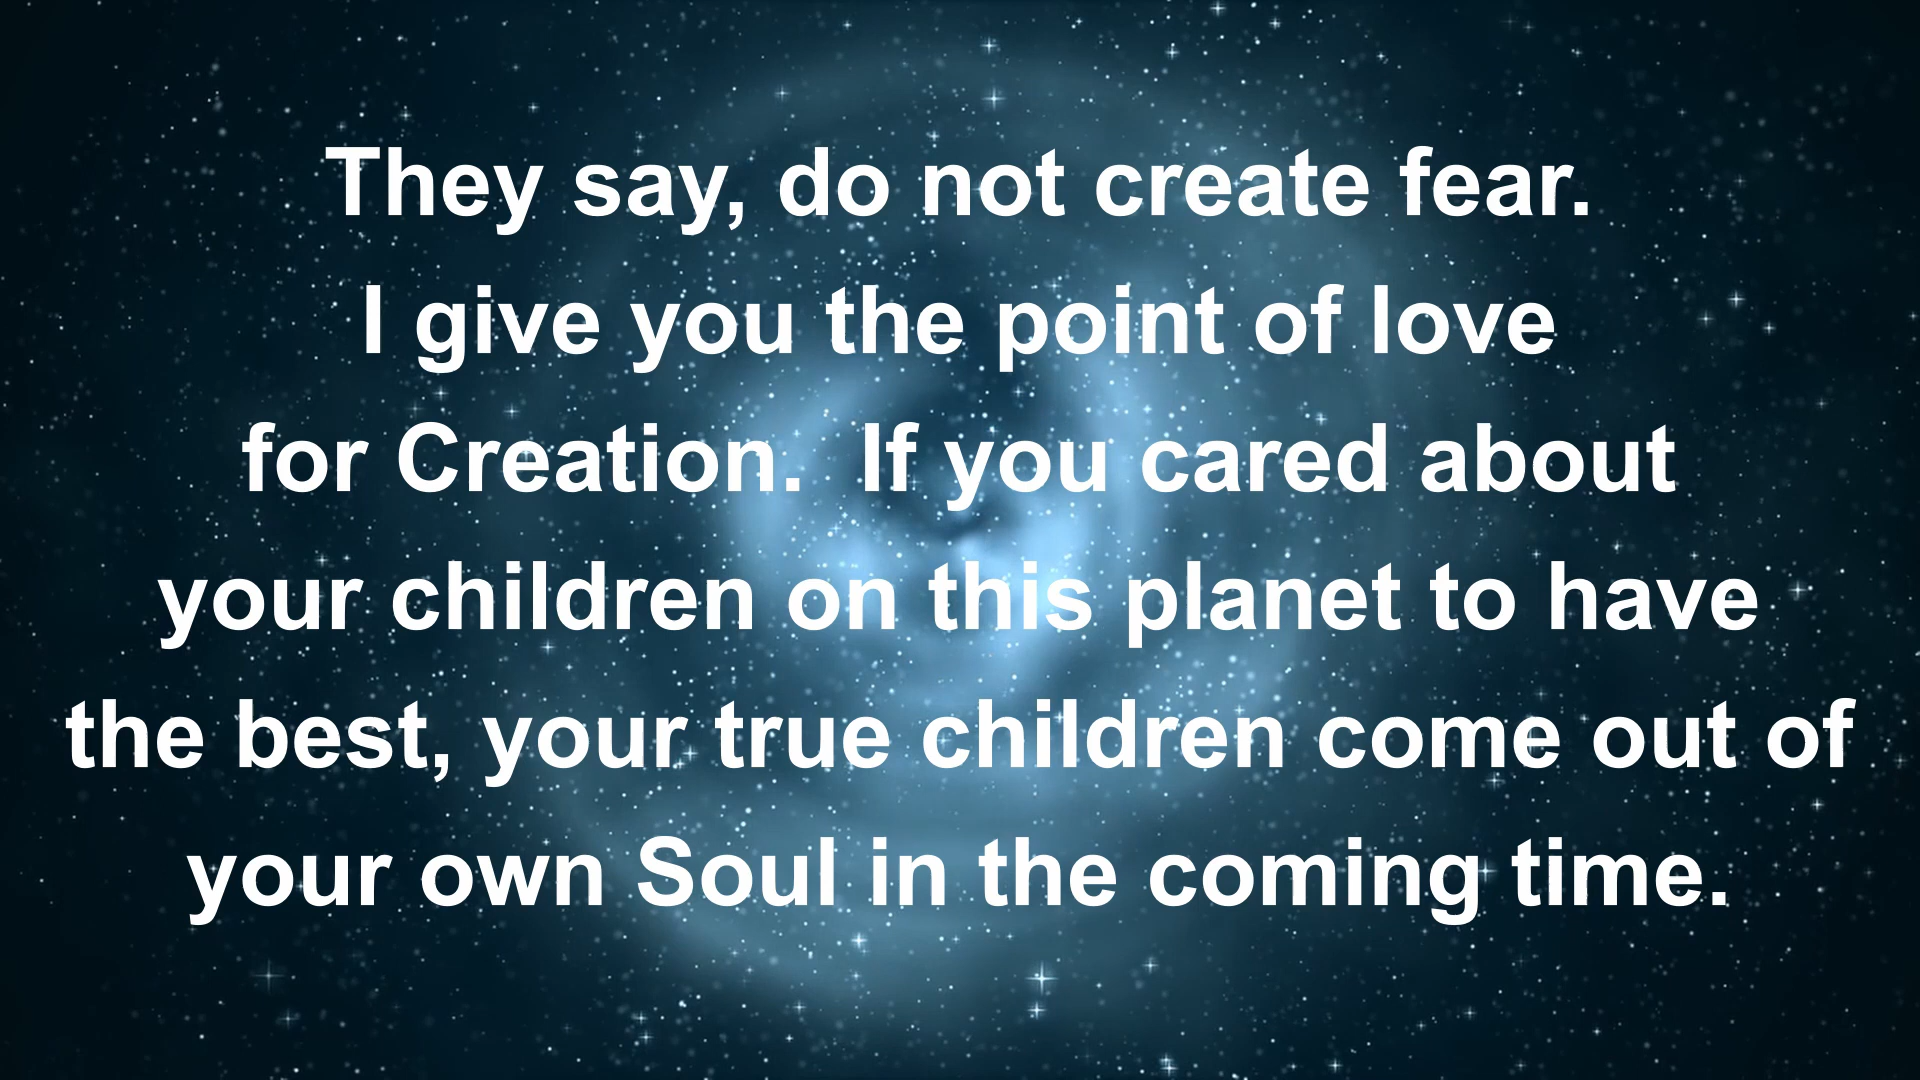 They say, do not create fear.
I give you the point of love
for Creation.  If you cared about
your children on this planet to have
the best, your true children come out of
your own Soul in the coming time.